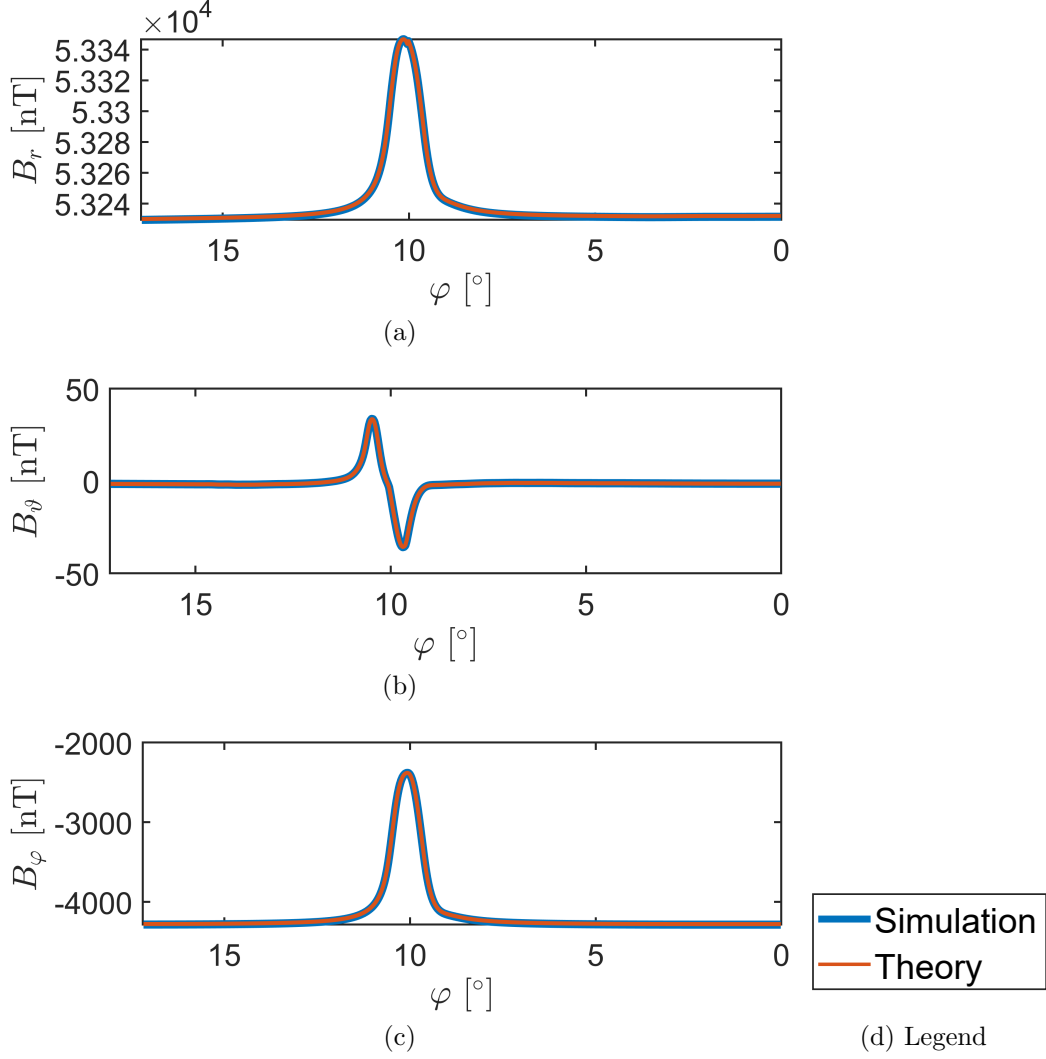 ×10⁴
5.334
5.332
5.33
5.328
5.326
5.324
B_r [nT]
15
10
5
0
φ [°]
(a)
50
0
-50
B_ϑ [nT]
15
10
5
0
φ [°]
(b)
-2000
-3000
-4000
B_φ [nT]
15
10
5
0
φ [°]
(c)
Simulation
Theory
(d) Legend